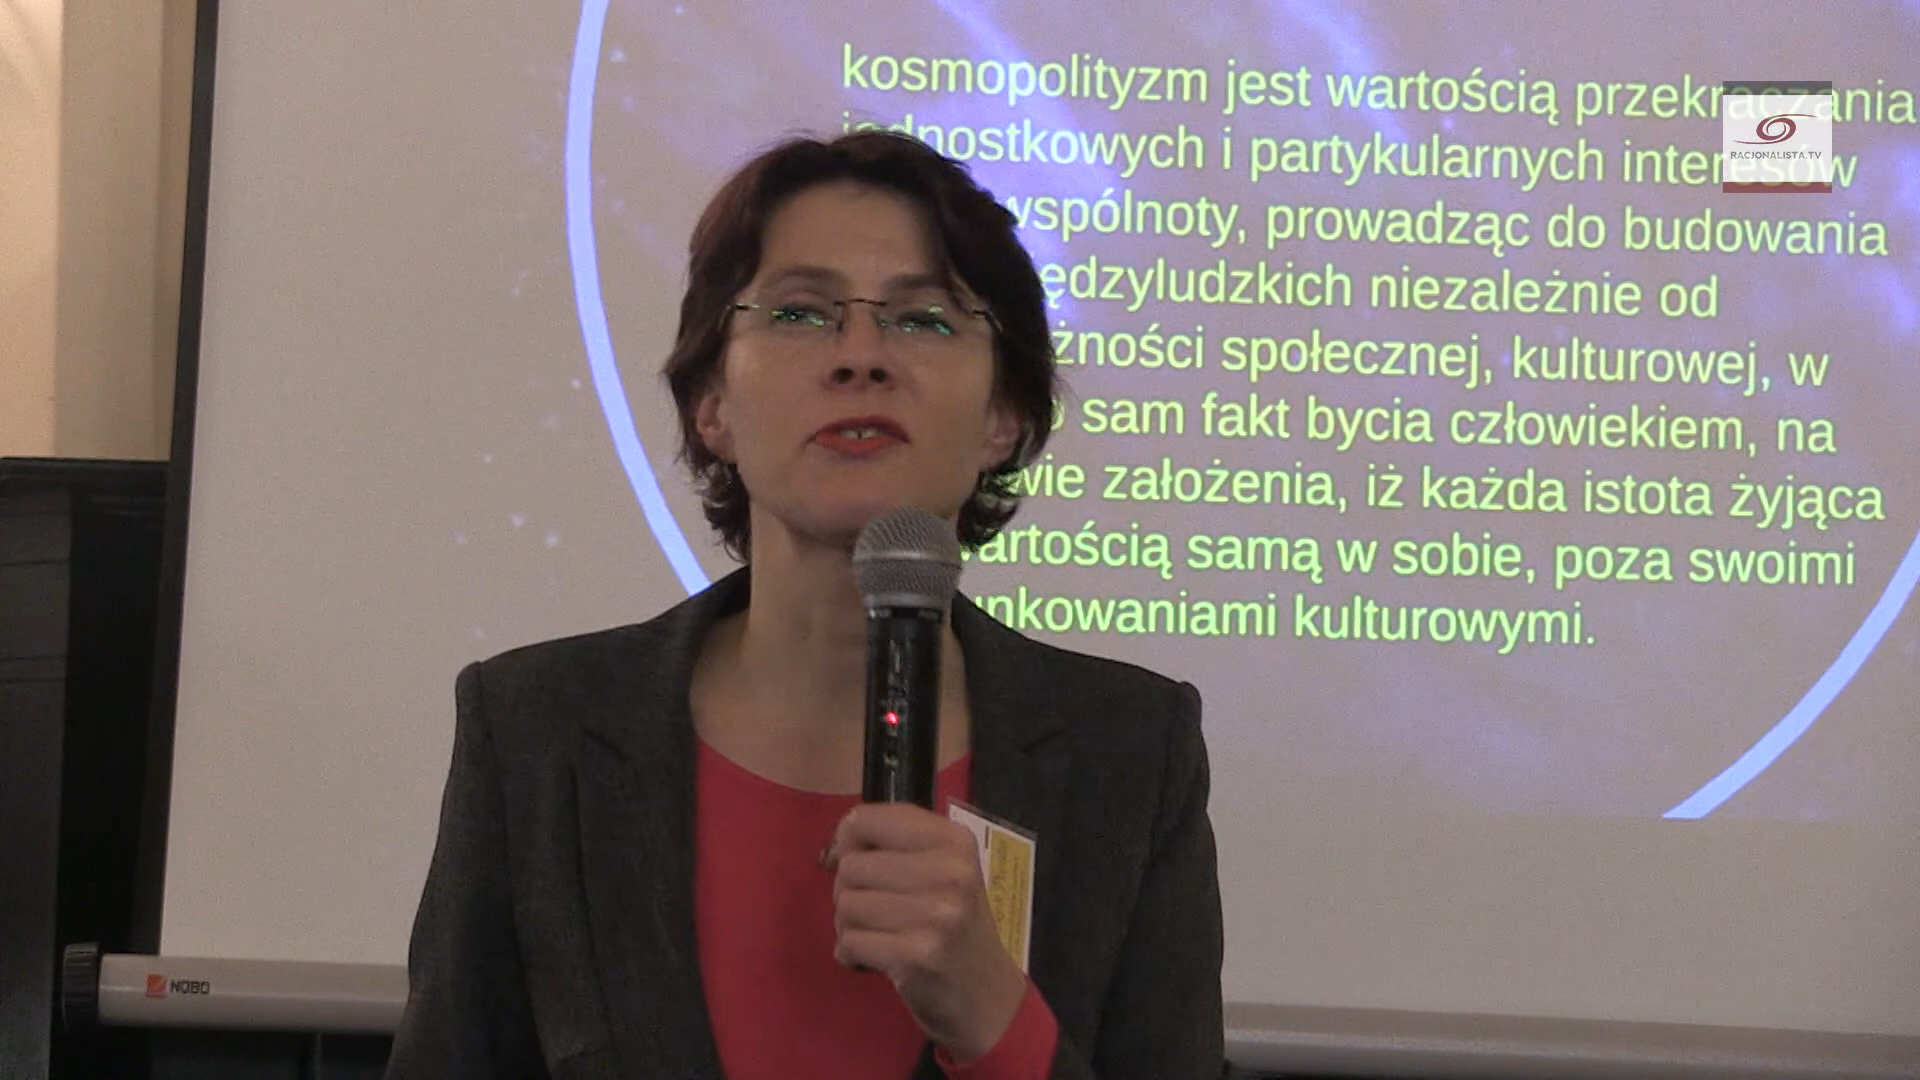 kosmopolityzm jest wartością przekraczania
jednostkowych i partykularnych interesów
wspólnoty, prowadząc do budowania
ędzyludzkich niezależnie od
żności społecznej, kulturowej, w
o sam fakt bycia człowiekiem, na
wie założenia, iż każda istota żyjąca
artością samą w sobie, poza swoimi
unkowaniami kulturowymi.
RACJONALISTA.TV
NOBO